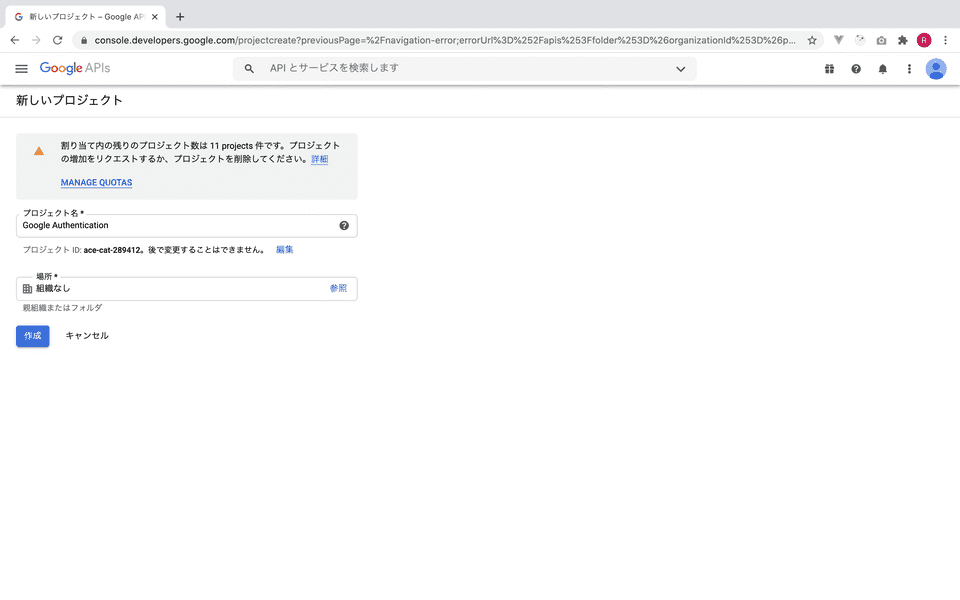 新しいプロジェクト – Google AP
console.developers.google.com/projectcreate?previousPage=%2Fnavigation-error;errorUrl%3D%252Fapis%253Ffolder%253D%26organizationId%253D%26p...
R
Google APIs
API とサービスを検索します
新しいプロジェクト
割り当て内の残りのプロジェクト数は 11 projects 件です。プロジェクト
の増加をリクエストするか、プロジェクトを削除してください。詳細
MANAGE QUOTAS
プロジェクト名 *
Google Authentication
プロジェクト ID: ace-cat-289412。後で変更することはできません。 編集
場所 *
組織なし 参照
親組織またはフォルダ
作成 キャンセル